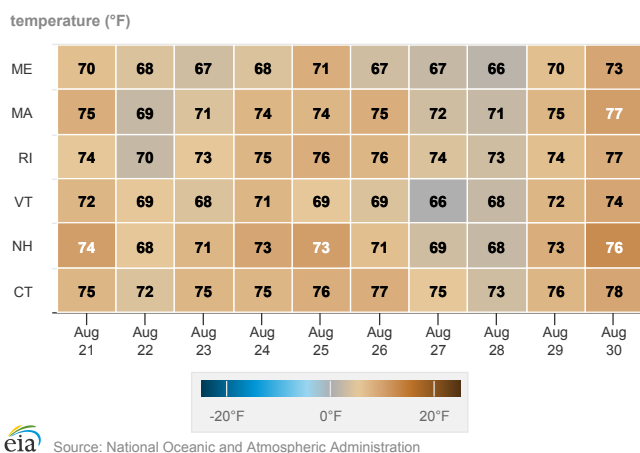 temperature (°F)
ME 70 68 67 68 71 67 67 66 70 73
MA 75 69 71 74 74 75 72 71 75 77
RI 74 70 73 75 76 76 74 73 74 77
VT 72 69 68 71 69 69 66 68 72 74
NH 74 68 71 73 73 71 69 68 73 76
CT 75 72 75 75 76 77 75 73 76 78
Aug Aug Aug Aug Aug Aug Aug Aug Aug Aug
21 22 23 24 25 26 27 28 29 30
-20°F 0°F 20°F
eia Source: National Oceanic and Atmospheric Administration